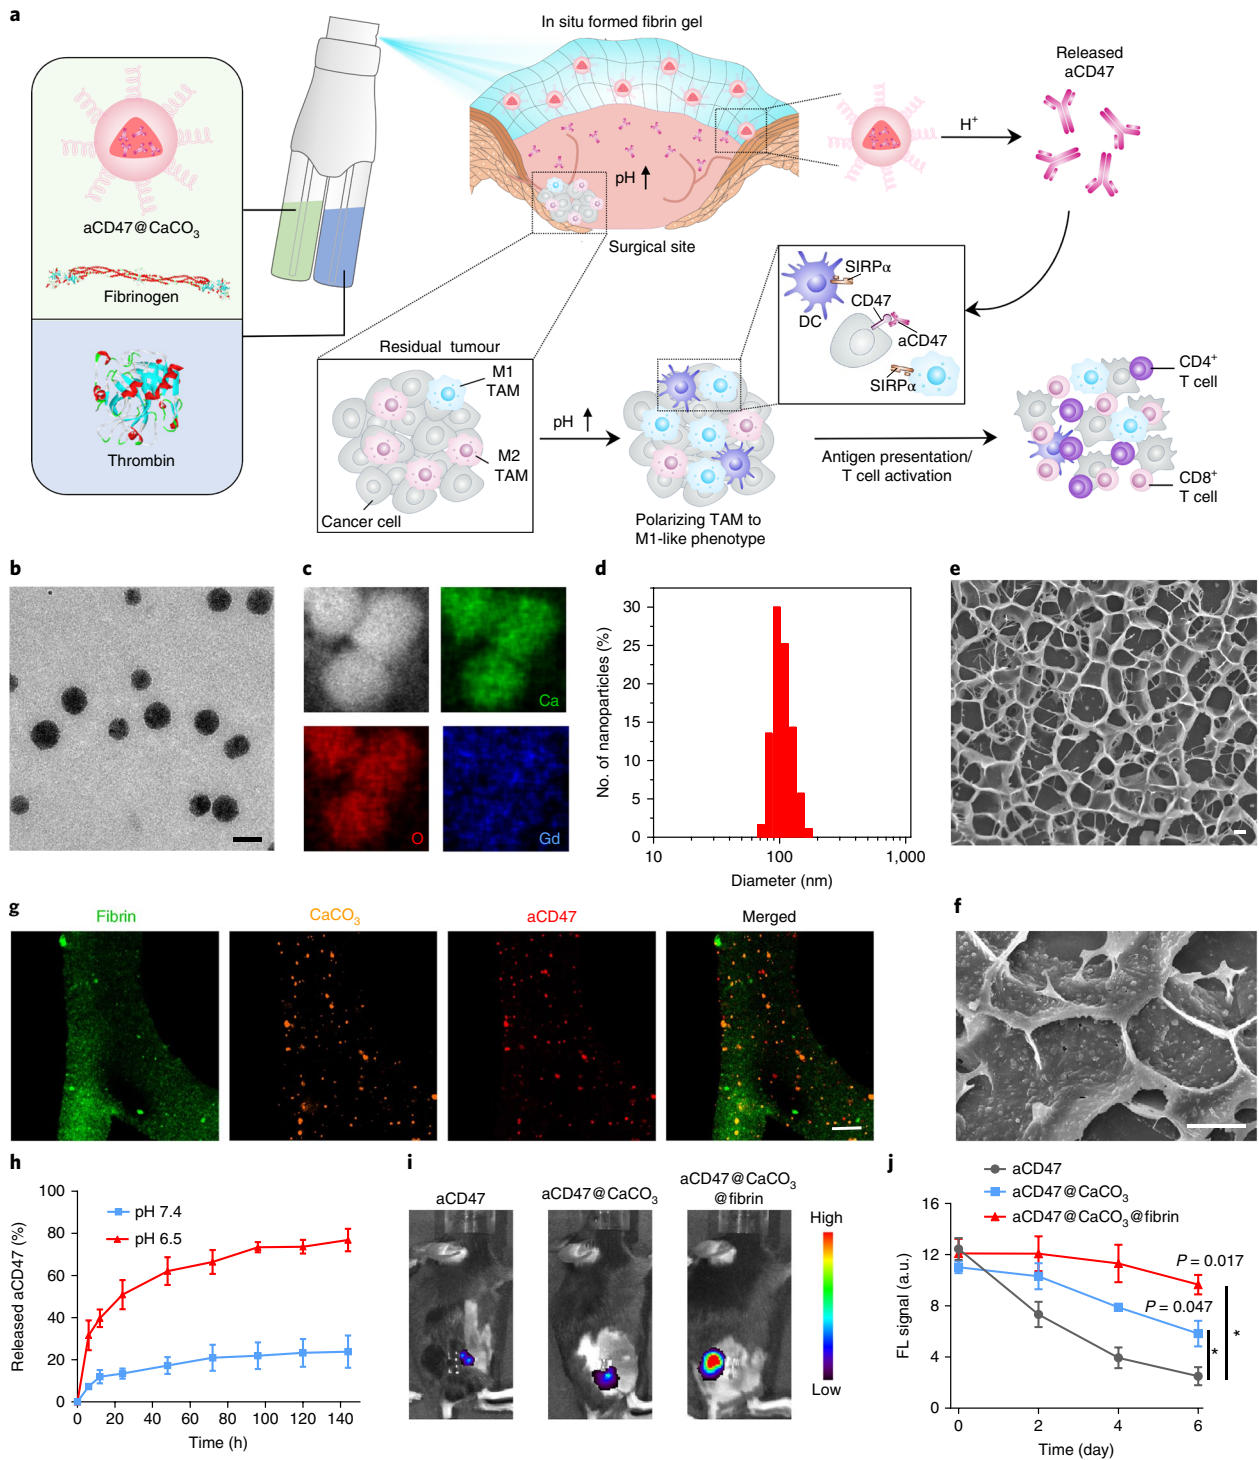 a
In situ formed fibrin gel
Released
aCD47
H+
pH ↑
aCD47@CaCO3
Fibrinogen
Thrombin
Surgical site
SIRPα
DC
CD47
aCD47
SIRPα
Residual tumour
M1
TAM
M2
TAM
Cancer cell
pH ↑
Polarizing TAM to
M1-like phenotype
Antigen presentation/
T cell activation
CD4+
T cell
CD8+
T cell
b
c
Ca
O
Gd
d
No. of nanoparticles (%)
30
25
20
15
10
5
0
10
100
1,000
Diameter (nm)
e
f
g
Fibrin
CaCO3
aCD47
Merged
h
Released aCD47 (%)
100
80
60
40
20
0
pH 7.4
pH 6.5
0
20
40
60
80
100
120
140
Time (h)
i
aCD47
aCD47@CaCO3
aCD47@CaCO3
@fibrin
High
Low
j
aCD47
aCD47@CaCO3
aCD47@CaCO3@fibrin
FL signal (a.u.)
16
12
8
4
0
P = 0.017
P = 0.047
*
*
0
2
4
6
Time (day)